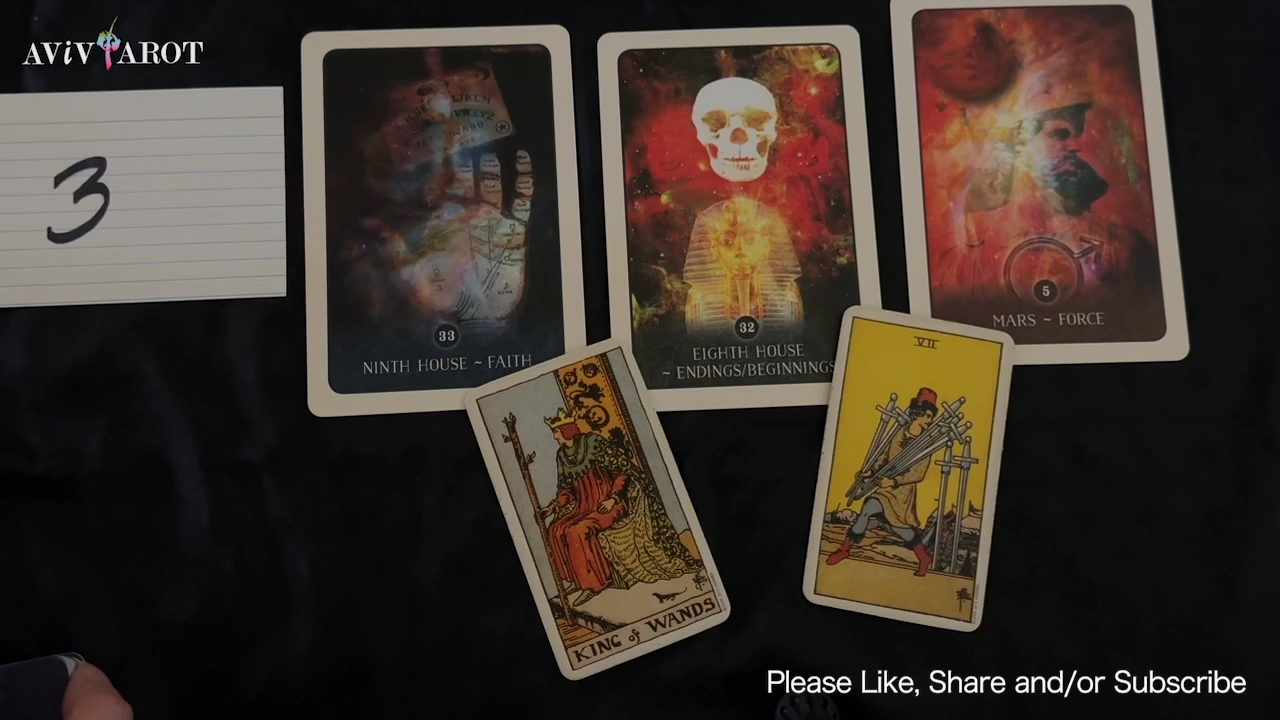 AViV TAROT
3
33
NINTH HOUSE ~ FAITH
32
EIGHTH HOUSE
~ ENDINGS/BEGINNINGS
5
MARS ~ FORCE
KING of WANDS
VII
Please Like, Share and/or Subscribe